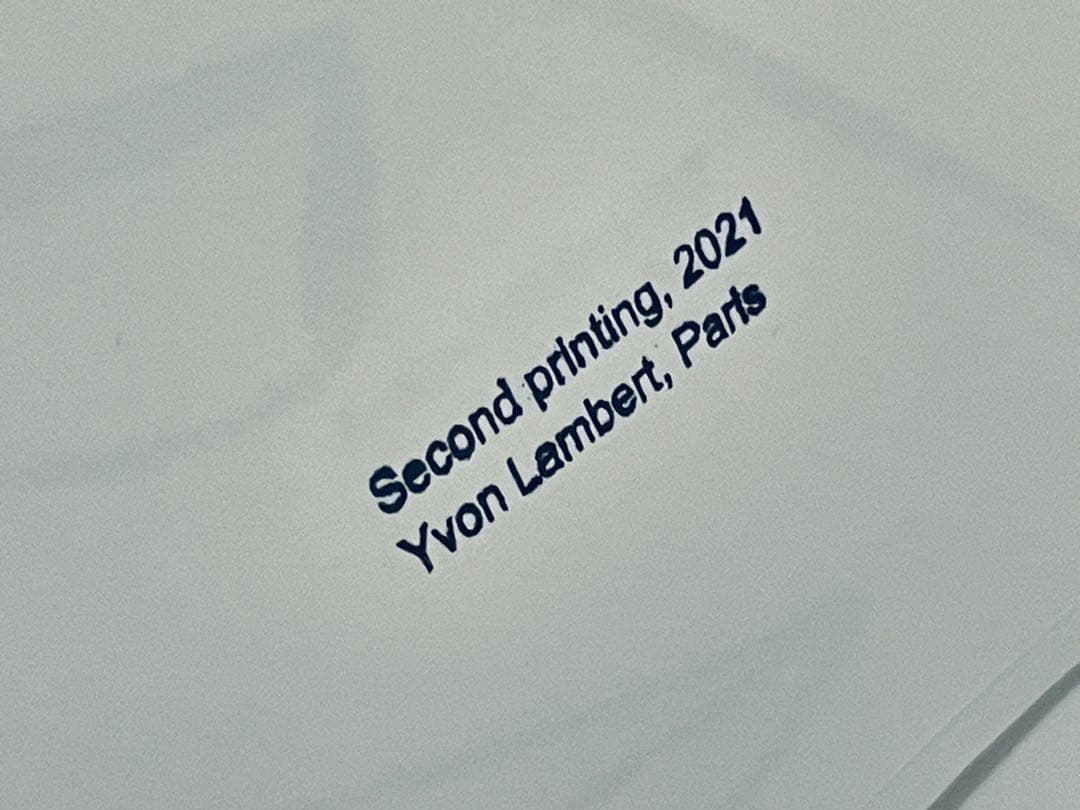 Second printing, 2021
Yvon Lambert, Paris